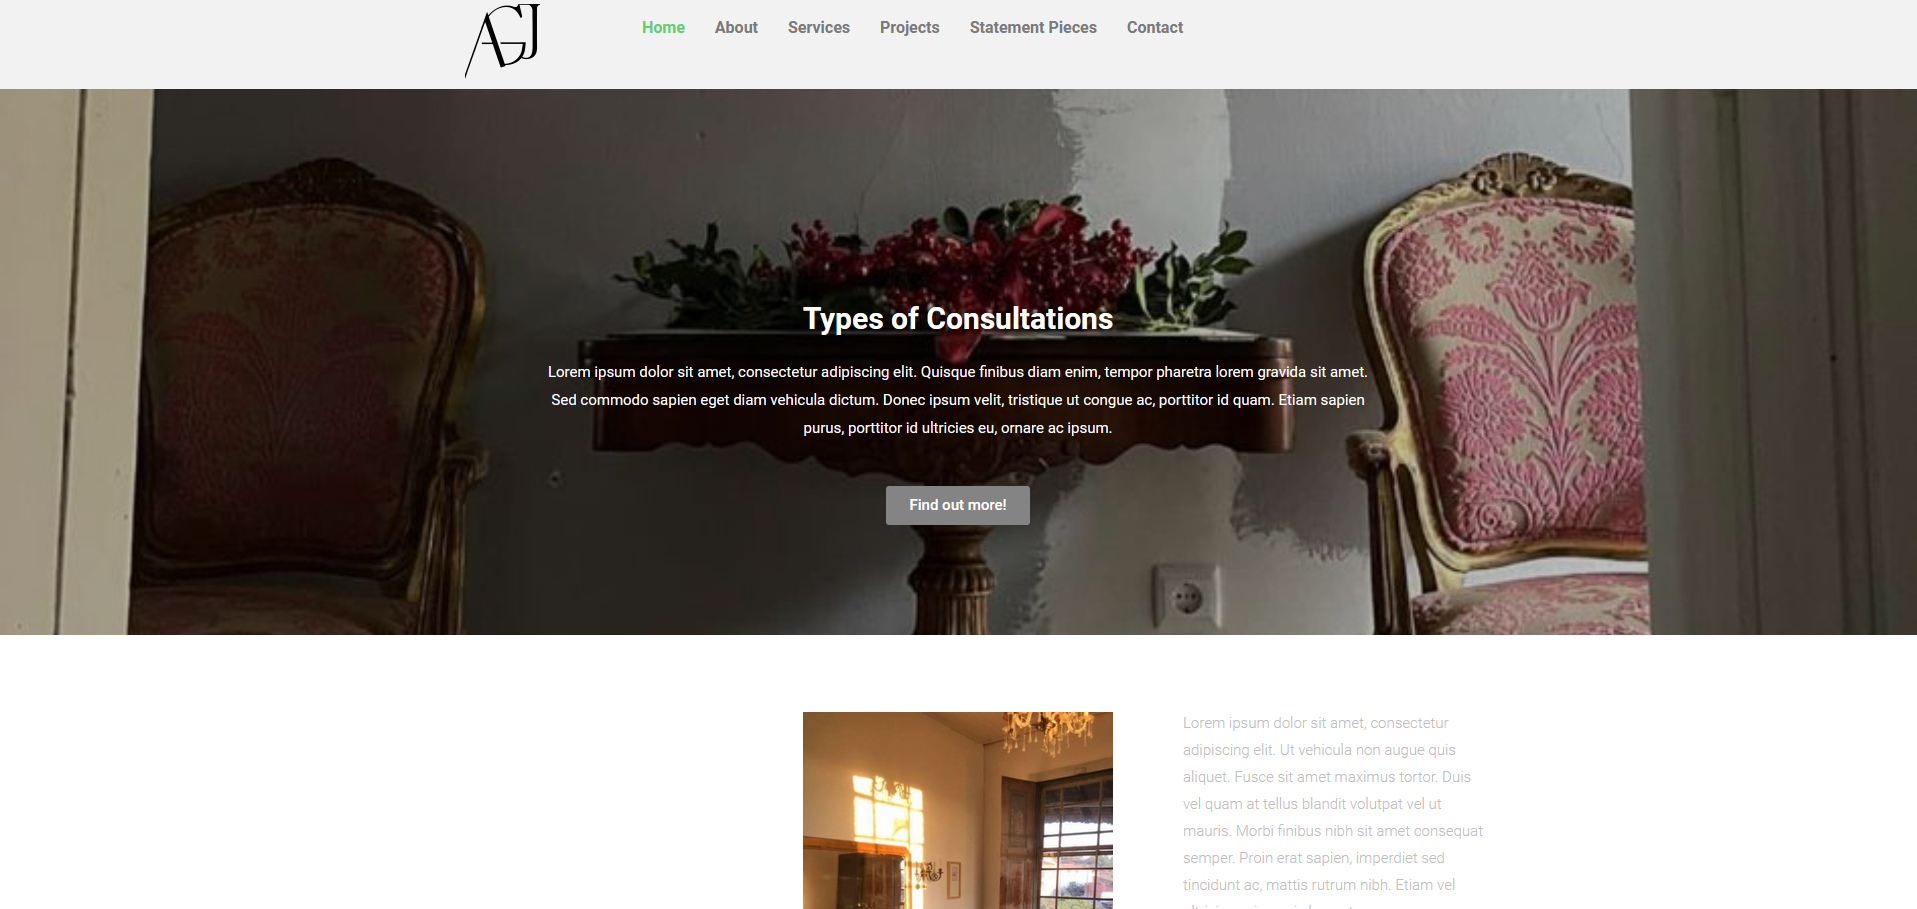 AGJ
Home About Services Projects Statement Pieces Contact
Types of Consultations
Lorem ipsum dolor sit amet, consectetur adipiscing elit. Quisque finibus diam enim, tempor pharetra lorem gravida sit amet.
Sed commodo sapien eget diam vehicula dictum. Donec ipsum velit, tristique ut congue ac, porttitor id quam. Etiam sapien
purus, porttitor id ultricies eu, ornare ac ipsum.
Find out more!
Lorem ipsum dolor sit amet, consectetur
adipiscing elit. Ut vehicula non augue quis
aliquet. Fusce sit amet maximus tortor. Duis
vel quam at tellus blandit volutpat vel ut
mauris. Morbi finibus nibh sit amet consequat
semper. Proin erat sapien, imperdiet sed
tincidunt ac, mattis rutrum nibh. Etiam vel